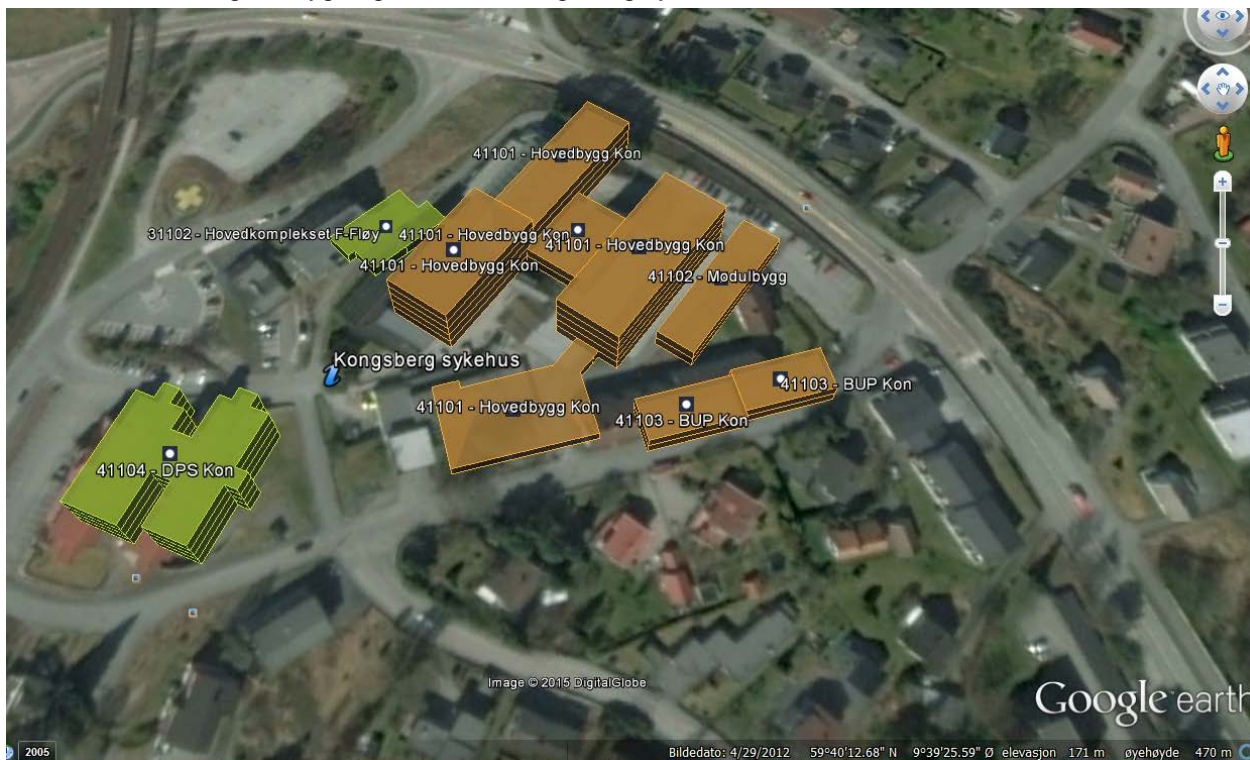 41101 - Hovedbygg Kon
31102 - Hovedkomplekset F-Fløy
41101 - Hovedbygg Kon
41101 - Hovedbygg Kon
41101 - Hovedbygg Kon
41102 - Modulbygg
Kongsberg sykehus
41103 - BUP Kon
41101 - Hovedbygg Kon
41103 - BUP Kon
41104 - DPS Kon
Image © 2015 DigitalGlobe
Google earth
2005
Bildedato: 4/29/2012 59°40'12.68" N 9°39'25.59" Ø elevasjon 171 m øyehøyde 470 m